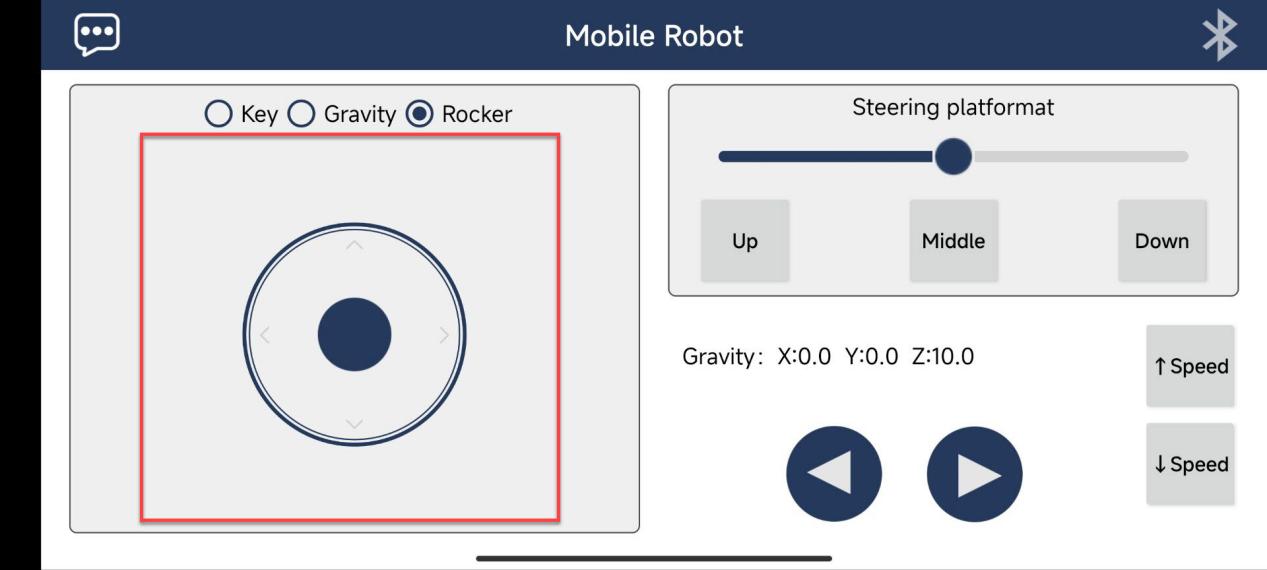 Mobile Robot
Key Gravity Rocker
Steering platformat
Up Middle Down
Gravity: X:0.0 Y:0.0 Z:10.0
↑Speed
↓Speed